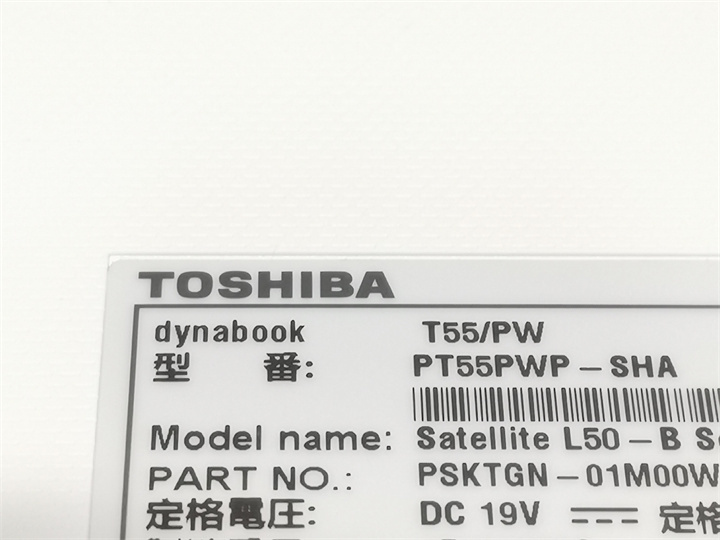 TOSHIBA
dynabook T55/PW
型 番: PT55PWP-SHA
Model name: Satellite L50-B
PART NO.: PSKTGN-01M00W
定格電圧: DC 19V 定格